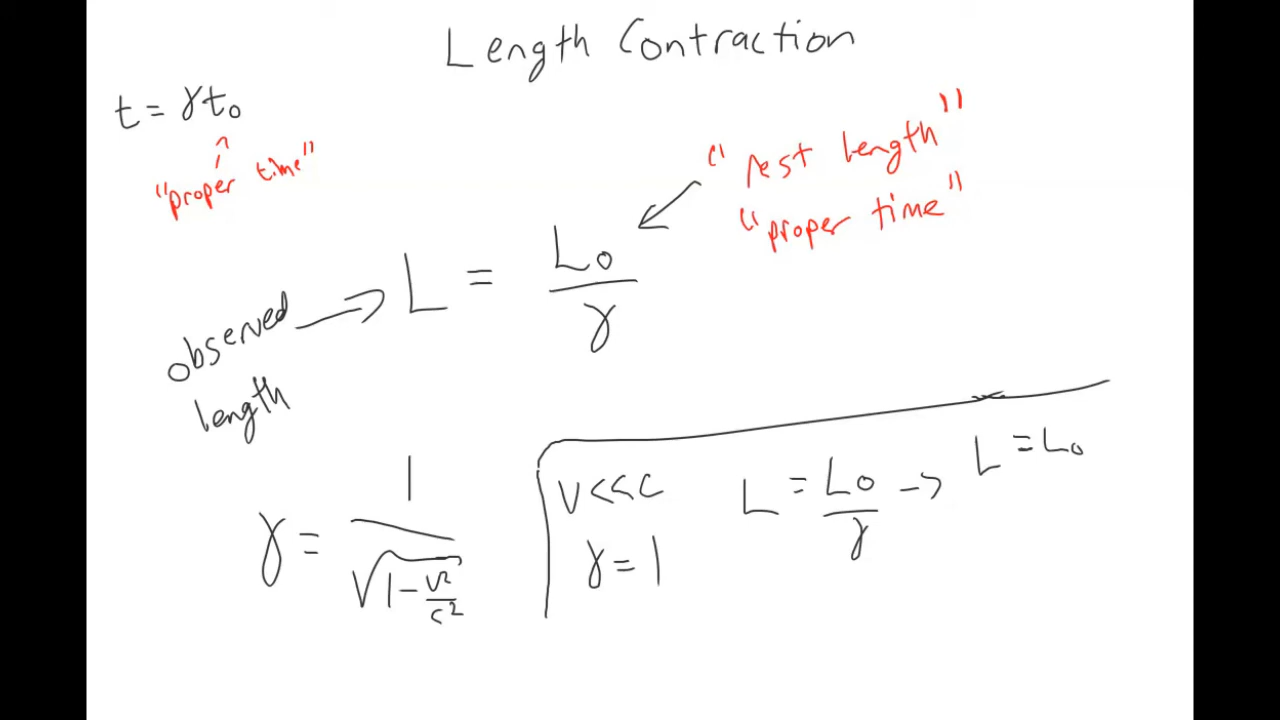 Length Contraction
t = γt₀
"proper time"
"rest length"
"proper time"
L = L₀/γ
observed
length
γ = 1/√(1-v²/c²)
v<<c
γ = 1
L = L₀/γ → L = L₀